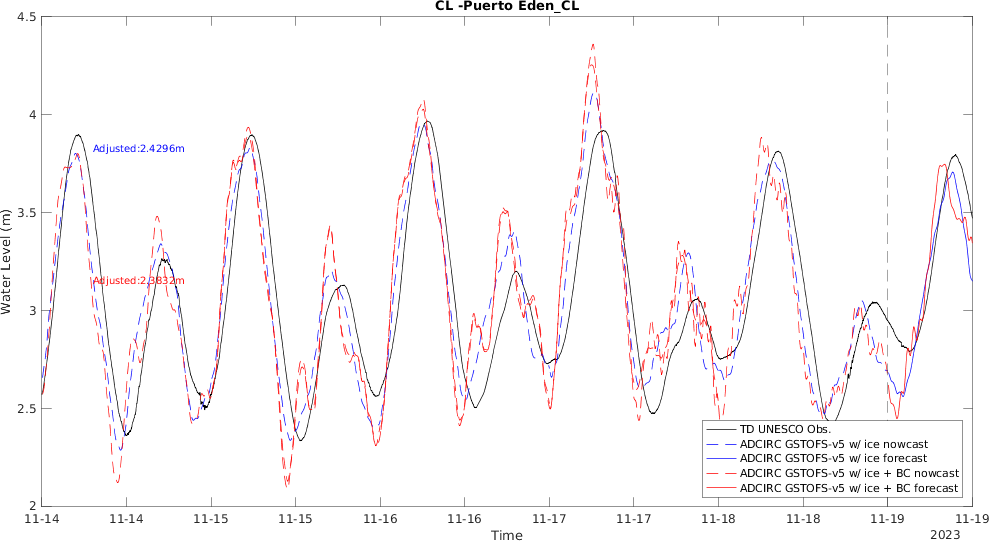 CL -Puerto Eden_CL
4.5
4
3.5
3
2.5
2
Water Level (m)
Adjusted:2.4296m
Adjusted:2.3832m
TD UNESCO Obs.
ADCIRC GSTOFS-v5 w/ ice nowcast
ADCIRC GSTOFS-v5 w/ ice forecast
ADCIRC GSTOFS-v5 w/ ice + BC nowcast
ADCIRC GSTOFS-v5 w/ ice + BC forecast
11-14 11-14 11-15 11-15 11-16 11-16 11-17 11-17 11-18 11-18 11-19 11-19
Time
2023